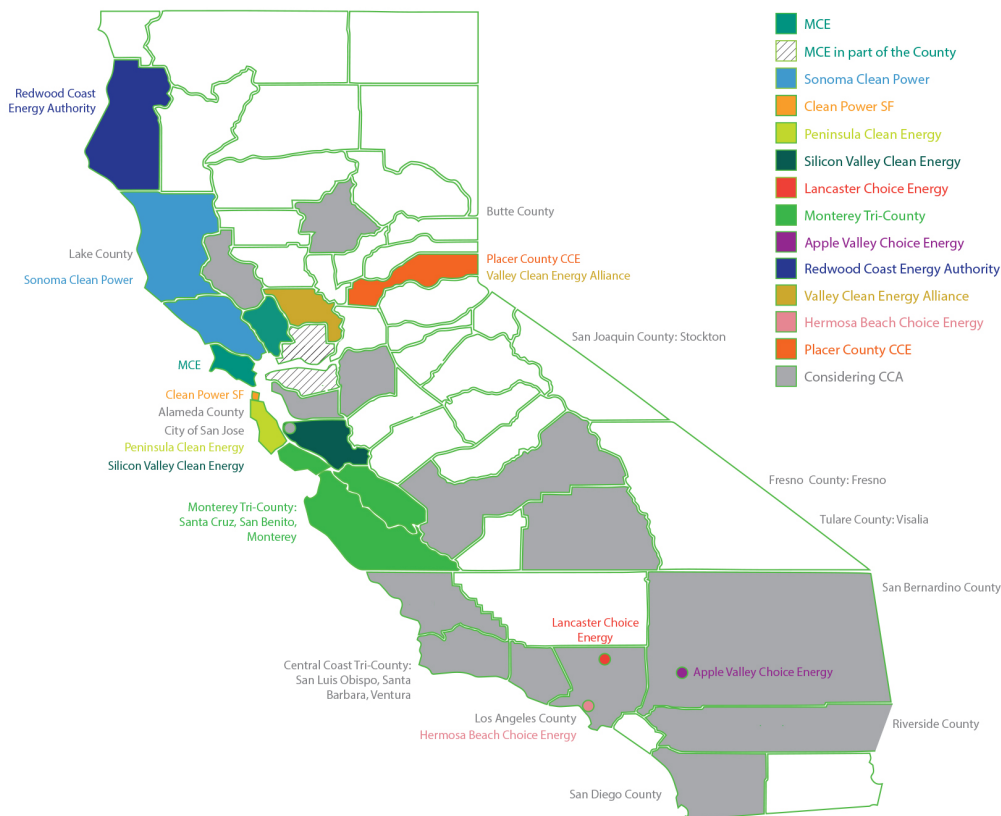 Redwood Coast
Energy Authority
Lake County
Sonoma Clean Power
MCE
Clean Power SF
Alameda County
City of San Jose
Peninsula Clean Energy
Silicon Valley Clean Energy
Monterey Tri-County:
Santa Cruz, San Benito,
Monterey
Central Coast Tri-County:
San Luis Obispo, Santa
Barbara, Ventura
Los Angeles County
Hermosa Beach Choice Energy
San Diego County
Lancaster Choice
Energy
Apple Valley Choice Energy
Butte County
Placer County CCE
Valley Clean Energy Alliance
San Joaquin County: Stockton
Fresno County: Fresno
Tulare County: Visalia
San Bernardino County
Riverside County
MCE
MCE in part of the County
Sonoma Clean Power
Clean Power SF
Peninsula Clean Energy
Silicon Valley Clean Energy
Lancaster Choice Energy
Monterey Tri-County
Apple Valley Choice Energy
Redwood Coast Energy Authority
Valley Clean Energy Alliance
Hermosa Beach Choice Energy
Placer County CCE
Considering CCA